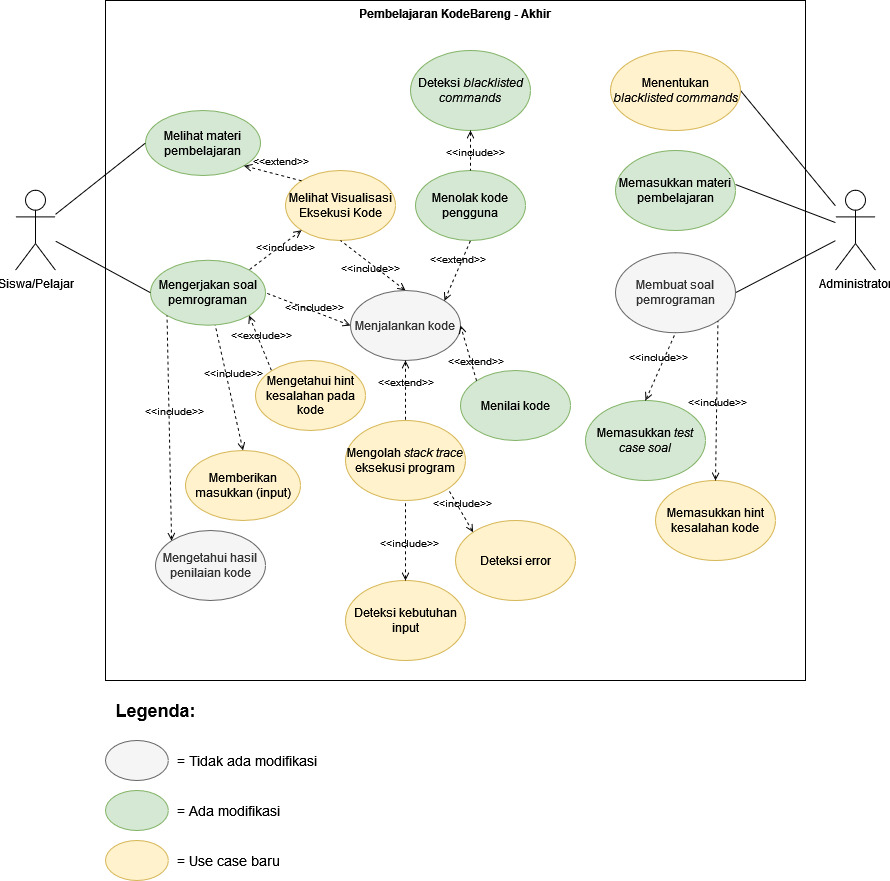 Pembelajaran KodeBareng - Akhir
Deteksi blacklisted
commands
Menentukan
blacklisted commands
Melihat materi
pembelajaran
<<extend>>
<<include>>
Melihat Visualisasi
Eksekusi Kode
Menolak kode
pengguna
Memasukkan materi
pembelajaran
Siswa/Pelajar
Administrator
<<include>>
<<include>>
<<extend>>
Mengerjakan soal
pemrograman
<<include>>
Menjalankan kode
Membuat soal
pemrograman
<<exclude>>
<<include>>
<<extend>>
<<extend>>
<<include>>
Mengetahui hint
kesalahan pada
kode
<<include>>
Menilai kode
<<include>>
Memasukkan test
case soal
Mengolah stack trace
eksekusi program
Memberikan
masukkan (input)
<<include>>
Memasukkan hint
kesalahan kode
<<include>>
Mengetahui hasil
penilaian kode
Deteksi error
Deteksi kebutuhan
input
Legenda:
= Tidak ada modifikasi
= Ada modifikasi
= Use case baru